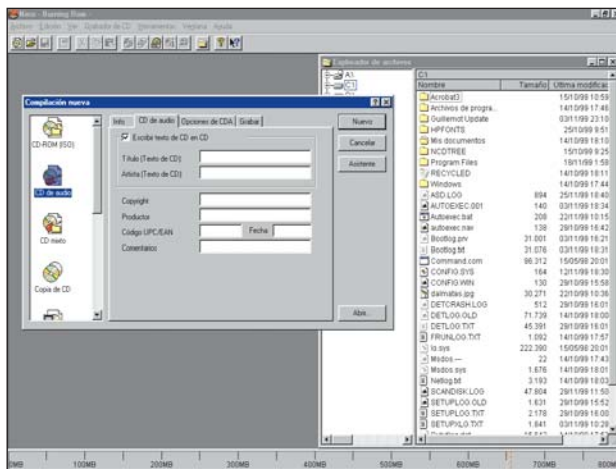 Nero - Burning Rom -
Archivo Edición Ver Grabador de CD Herramientas Ventana Ayuda
Explorador de archivos
A:\
C:\
C:\
Nombre Tamaño Última modificac
Acrobat3 15/10/99 10:59
Archivos de progra... 14/10/99 17:46
Guillemot Update 03/11/99 23:10
HPFONTS 25/10/99 9:51
Mis documentos 14/10/99 18:10
NCDTREE 15/10/99 9:25
Program Files 18/11/99 1:59
RECYCLED 14/10/99 18:11
Windows 14/10/99 17:44
ASD.LOG 894 25/11/99 18:40
AUTOEXEC.001 140 03/11/99 18:34
Autoexec.bat 208 22/11/99 10:15
autoexec.nav 138 29/10/99 16:42
Bootlog.prv 31.001 03/11/99 16:21
Bootlog.txt 31.076 03/11/99 18:31
Command.com 96.312 15/05/98 20:01
CONFIG.SYS 164 12/11/99 18:30
CONFIG.WIN 130 29/10/99 15:58
dalmatas.jpg 30.271 22/10/99 10:36
DETCRASH.LOG 512 29/10/99 16:01
DETLOG.OLD 71.739 14/10/99 18:00
DETLOG.TXT 45.391 29/10/99 16:01
FRUNLOG.TXT 1.092 14/10/99 17:57
Io.sys 222.390 15/05/98 20:01
Msdos.--- 22 14/10/99 17:43
Msdos.sys 1.676 14/10/99 18:01
Netlog.txt 3.193 14/10/99 18:03
SCANDISK.LOG 47.804 29/11/99 11:50
SETUPLOG.OLD 1.631 29/10/99 15:52
SETUPLOG.TXT 2.178 29/10/99 16:00
SETUPXLG.TXT 1.841 03/11/99 10:28
Compilación nueva
Info CD de audio Opciones de CDA Grabar
CD-ROM (ISO)
CD de audio
CD mixto
Copia de CD
Escribir texto de CD en CD
Título (Texto de CD)
Artista (Texto de CD)
Copyright
Productor
Código UPC/EAN Fecha
Comentarios
Nuevo
Cancelar
Asistente
Abrir...
0MB 100MB 200MB 300MB 400MB 500MB 600MB 700MB 800M